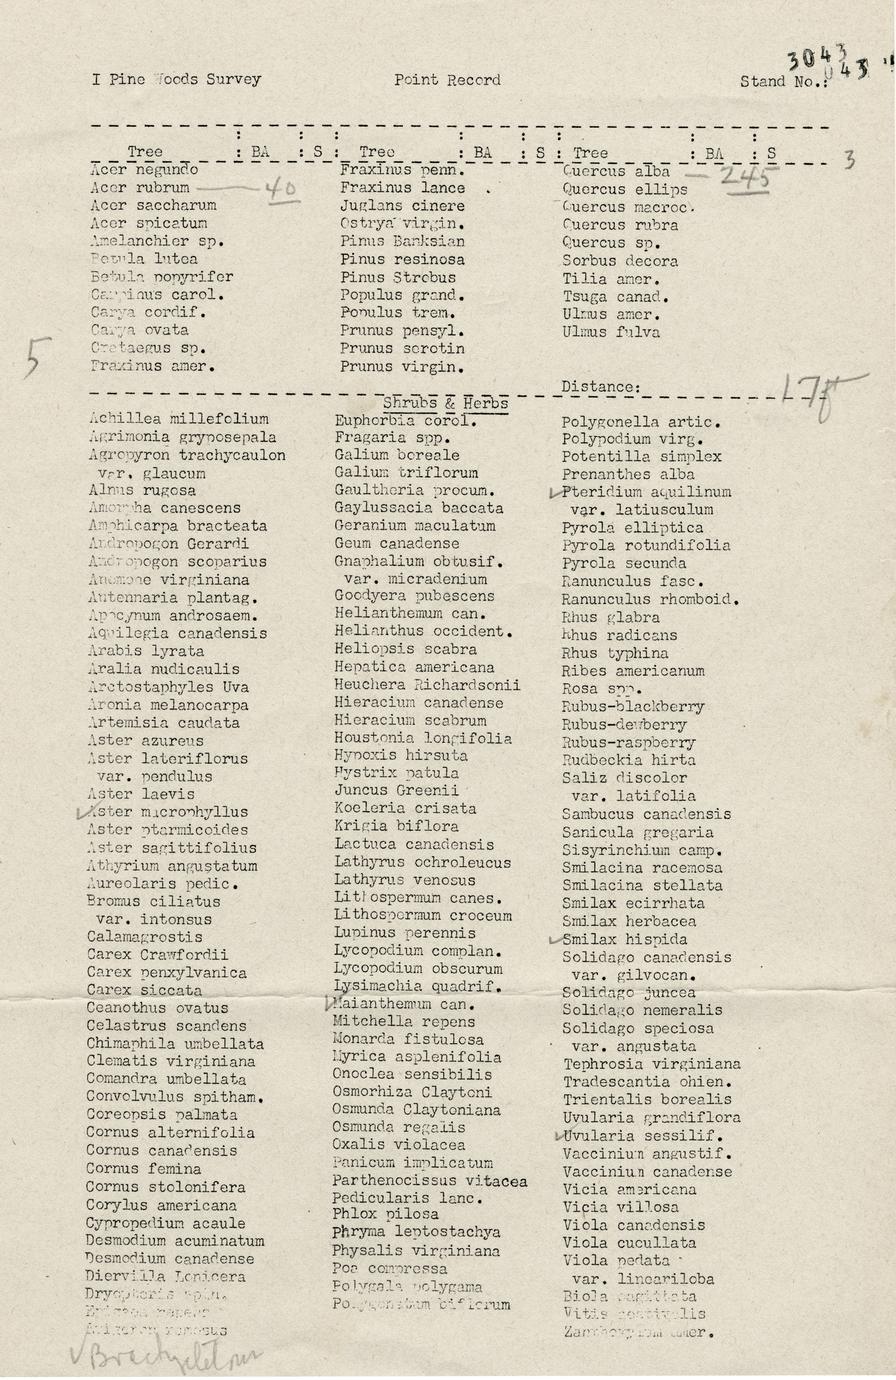 3043
I Pine Woods Survey Point Record Stand No.: 043
Tree : BA : S : Tree : BA : S : Tree : BA : S
3
Acer negundo
Acer rubrum 40
Acer saccharum
Acer spicatum
Amelanchier sp.
Betula lutea
Betula popyrifer
Carpinus carol.
Carya cordif.
Carya ovata
Crataegus sp.
Fraxinus amer.
5
Fraxinus penn.
Fraxinus lance .
Juglans cinere
Ostrya virgin.
Pinus Banksian
Pinus resinosa
Pinus Strobus
Populus grand.
Populus trem.
Prunus pensyl.
Prunus serotin
Prunus virgin.
Quercus alba 245
Quercus ellips
Quercus macroc.
Quercus rubra
Quercus sp.
Sorbus decora
Tilia amer.
Tsuga canad.
Ulmus amer.
Ulmus fulva
Distance: 17ft
Shrubs & Herbs
Achillea millefolium
Agrimonia gryposepala
Agropyron trachycaulon
var. glaucum
Alnus rugosa
Amorpha canescens
Amphicarpa bracteata
Andropogon Gerardi
Andropogon scoparius
Anemone virginiana
Antennaria plantag.
Apocynum androsaem.
Aquilegia canadensis
Arabis lyrata
Aralia nudicaulis
Arctostaphyles Uva
Aronia melanocarpa
Artemisia caudata
Aster azureus
Aster lateriflorus
var. pendulus
Aster laevis
✓Aster macrophyllus
Aster ptarmicoides
Aster sagittifolius
Athyrium angustatum
Aureolaris pedic.
Bromus ciliatus
var. intonsus
Calamagrostis
Carex Crawfordii
Carex penxylvanica
Carex siccata
Ceanothus ovatus
Celastrus scandens
Chimaphila umbellata
Clematis virginiana
Comandra umbellata
Convolvulus spitham.
Coreopsis palmata
Cornus alternifolia
Cornus canadensis
Cornus femina
Cornus stolonifera
Corylus americana
Cypropedium acaule
Desmodium acuminatum
Desmodium canadense
Diervilla Lonicera
Dryopteris spin.
Epigaea repens
Erigeron ramosus
✓Brachyeletrum
Euphorbia corol.
Fragaria spp.
Galium boreale
Galium triflorum
Gaultheria procum.
Gaylussacia baccata
Geranium maculatum
Geum canadense
Gnaphalium obtusif.
var. micradenium
Goodyera pubescens
Helianthemum can.
Helianthus occident.
Heliopsis scabra
Hepatica americana
Heuchera Richardsonii
Hieracium canadense
Hieracium scabrum
Houstonia longifolia
Hypoxis hirsuta
Hystrix patula
Juncus Greenii
Koeleria crisata
Krigia biflora
Lactuca canadensis
Lathyrus ochroleucus
Lathyrus venosus
Lithospermum canes.
Lithospermum croceum
Lupinus perennis
Lycopodium complan.
Lycopodium obscurum
Lysimachia quadrif.
✓Maianthemum can.
Mitchella repens
Monarda fistulosa
Myrica asplenifolia
Onoclea sensibilis
Osmorhiza Claytoni
Osmunda Claytoniana
Osmunda regalis
Oxalis violacea
Panicum implicatum
Parthenocissus vitacea
Pedicularis lanc.
Phlox pilosa
Phryma leptostachya
Physalis virginiana
Poa compressa
Polygala polygama
Polygonatum biflorum
Polygonella artic.
Polypodium virg.
Potentilla simplex
Prenanthes alba
✓Pteridium aquilinum
var. latiusculum
Pyrola elliptica
Pyrola rotundifolia
Pyrola secunda
Ranunculus fasc.
Ranunculus rhomboid.
Rhus glabra
Rhus radicans
Rhus typhina
Ribes americanum
Rosa spp.
Rubus-blackberry
Rubus-dewberry
Rubus-raspberry
Rudbeckia hirta
Saliz discolor
var. latifolia
Sambucus canadensis
Sanicula gregaria
Sisyrinchium camp.
Smilacina racemosa
Smilacina stellata
Smilax ecirrhata
Smilax herbacea
✓Smilax hispida
Solidago canadensis
var. gilvocan.
Solidago juncea
Solidago nemeralis
Solidago speciosa
var. angustata
Tephrosia virginiana
Tradescantia ohien.
Trientalis borealis
Uvularia grandiflora
✓Uvularia sessilif.
Vaccinium angustif.
Vaccinium canadense
Vicia americana
Vicia villosa
Viola canadensis
Viola cucullata
Viola pedata
var. lineariloba
Biola sagittata
Vitis aestivalis
Zanthoxylum amer.